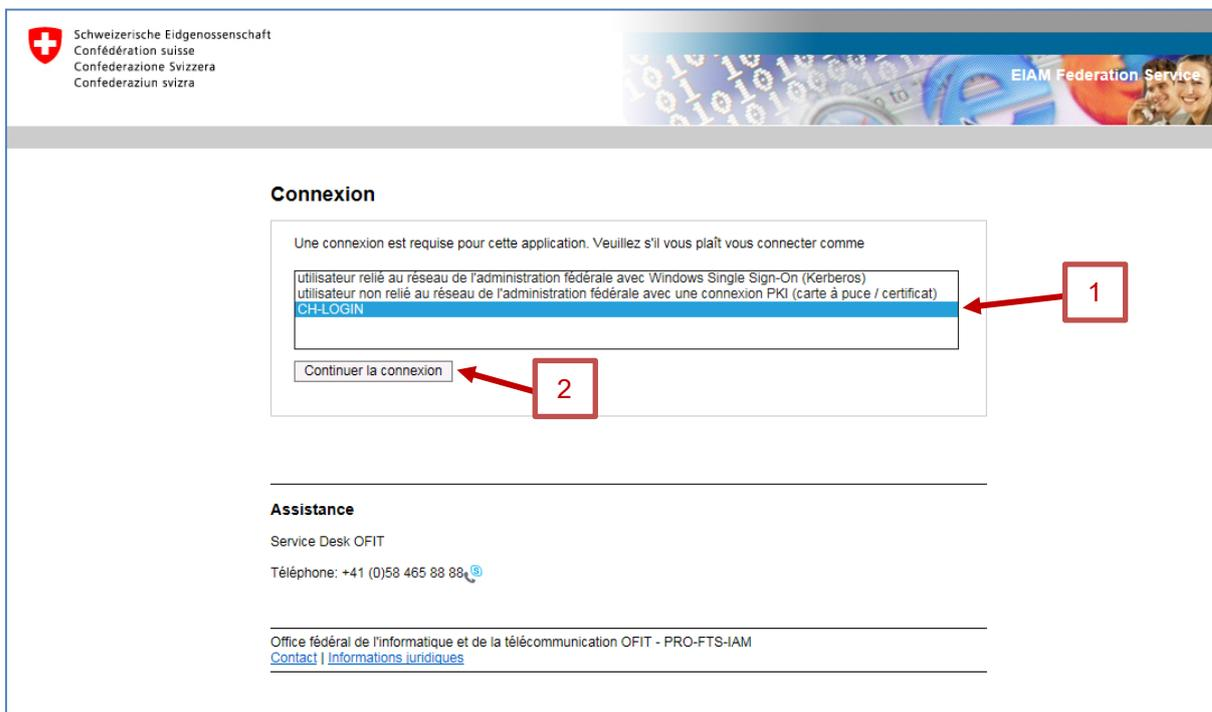 Schweizerische Eidgenossenschaft
Confédération suisse
Confederazione Svizzera
Confederaziun svizra
EIAM Federation Service
Connexion
Une connexion est requise pour cette application. Veuillez s'il vous plaît vous connecter comme
utilisateur relié au réseau de l'administration fédérale avec Windows Single Sign-On (Kerberos)
utilisateur non relié au réseau de l'administration fédérale avec une connexion PKI (carte à puce / certificat)
CH-LOGIN
1
Continuer la connexion
2
Assistance
Service Desk OFIT
Téléphone: +41 (0)58 465 88 88
Office fédéral de l'informatique et de la télécommunication OFIT - PRO-FTS-IAM
Contact | Informations juridiques